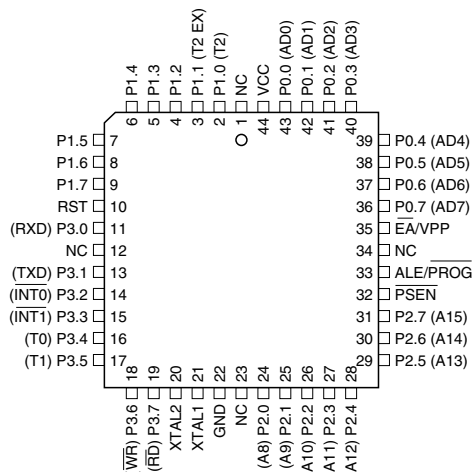 P1.4
P1.3
P1.2
P1.1 (T2 EX)
P1.0 (T2)
NC
VCC
P0.0 (AD0)
P0.1 (AD1)
P0.2 (AD2)
P0.3 (AD3)
6
5
4
3
2
1
44
43
42
41
40
P1.5 7
P1.6 8
P1.7 9
RST 10
(RXD) P3.0 11
NC 12
(TXD) P3.1 13
(INT0) P3.2 14
(INT1) P3.3 15
(T0) P3.4 16
(T1) P3.5 17
39 P0.4 (AD4)
38 P0.5 (AD5)
37 P0.6 (AD6)
36 P0.7 (AD7)
35 EA/VPP
34 NC
33 ALE/PROG
32 PSEN
31 P2.7 (A15)
30 P2.6 (A14)
29 P2.5 (A13)
18
19
20
21
22
23
24
25
26
27
28
(WR) P3.6
(RD) P3.7
XTAL2
XTAL1
GND
NC
(A8) P2.0
(A9) P2.1
A10) P2.2
A11) P2.3
A12) P2.4